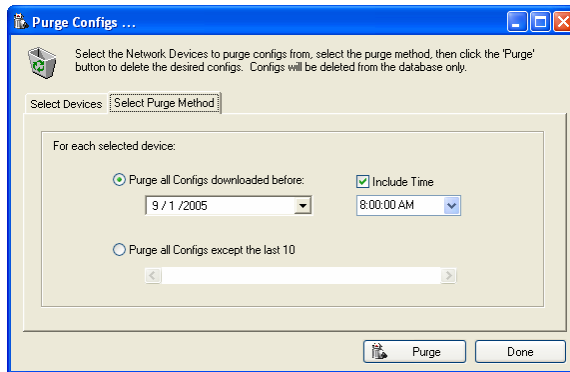 Purge Configs ...
Select the Network Devices to purge configs from, select the purge method, then click the 'Purge'
button to delete the desired configs. Configs will be deleted from the database only.
Select Devices Select Purge Method
For each selected device:
Purge all Configs downloaded before: Include Time
9 / 1 /2005 8:00:00 AM
Purge all Configs except the last 10
Purge Done